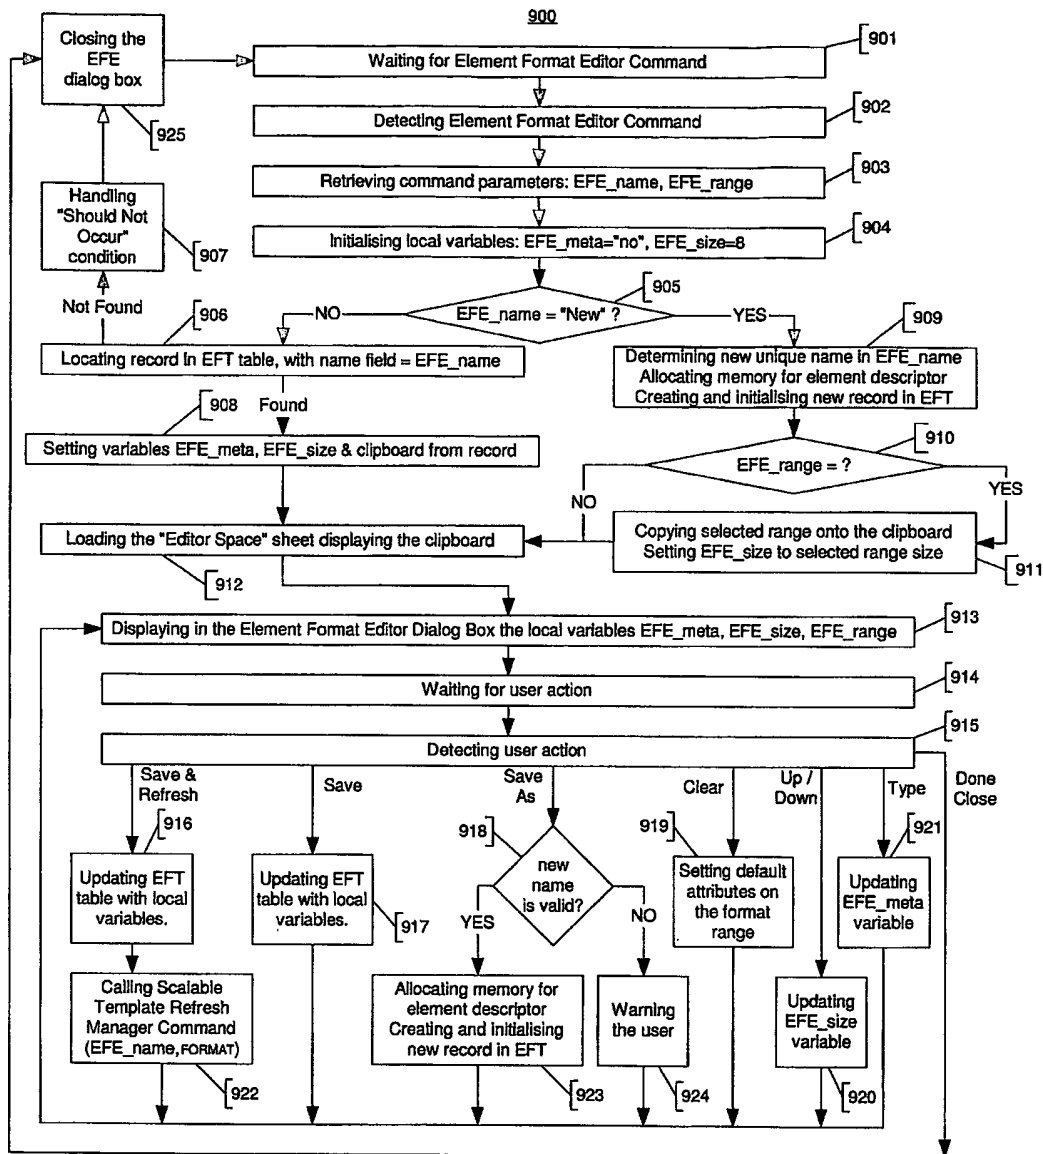 900
Closing the
EFE
dialog box
925
Waiting for Element Format Editor Command
901
Detecting Element Format Editor Command
902
Retrieving command parameters: EFE_name, EFE_range
903
Initialising local variables: EFE_meta="no", EFE_size=8
904
Handling
"Should Not
Occur"
condition
907
Not Found
906
NO
EFE_name = "New" ?
905
YES
909
Locating record in EFT table, with name field = EFE_name
Determining new unique name in EFE_name
Allocating memory for element descriptor
Creating and initialising new record in EFT
908
Found
Setting variables EFE_meta, EFE_size & clipboard from record
EFE_range = ?
910
NO
YES
Loading the "Editor Space" sheet displaying the clipboard
912
Copying selected range onto the clipboard
Setting EFE_size to selected range size
911
Displaying in the Element Format Editor Dialog Box the local variables EFE_meta, EFE_size, EFE_range
913
Waiting for user action
914
Detecting user action
915
Save &
Refresh
Save
Save
As
Clear
Up /
Down
Type
Done
Close
916
Updating EFT
table with local
variables.
Updating EFT
table with local
variables.
917
918
new
name
is valid?
YES
NO
919
Setting default
attributes on
the format
range
921
Updating
EFE_meta
variable
Calling Scalable
Template Refresh
Manager Command
(EFE_name,FORMAT)
922
Allocating memory for
element descriptor
Creating and initialising
new record in EFT
923
Warning
the user
924
Updating
EFE_size
variable
920